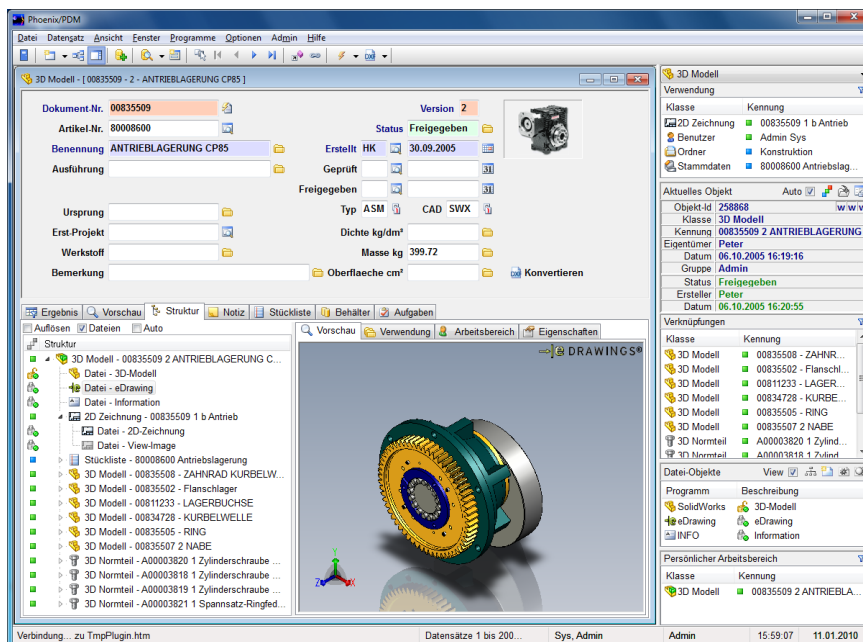 Phoenix/PDM
Datei Datensatz Ansicht Fenster Programme Optionen Admin Hilfe
3D Modell - [ 00835509 - 2 - ANTRIEBLAGERUNG CP85 ]
Dokument-Nr. 00835509 Version 2
Artikel-Nr. 80008600 Status Freigegeben
Benennung ANTRIEBLAGERUNG CP85 Erstellt HK 30.09.2005
Ausführung Geprüft 31
Freigegeben 31
Ursprung Typ ASM CAD SWX
Erst-Projekt Dichte kg/dm³
Werkstoff Masse kg 399.72
Bemerkung Oberflaeche cm² Konvertieren
Ergebnis Vorschau Struktur Notiz Stückliste Behälter Aufgaben
Auflösen Dateien Auto
Struktur
3D Modell - 00835509 2 ANTRIEBLAGERUNG C...
Datei - 3D-Modell
Datei - eDrawing
Datei - Information
2D Zeichnung - 00835509 1 b Antrieb
Datei - 2D-Zeichnung
Datei - View-Image
Stückliste - 80008600 Antriebslagerung
3D Modell - 00835508 - ZAHNRAD KURBELW...
3D Modell - 00835502 - Flanschlager
3D Modell - 00811233 - LAGERBUCHSE
3D Modell - 00834728 - KURBELWELLE
3D Modell - 00835505 - RING
3D Modell - 00835507 2 NABE
3D Normteil - A00003820 1 Zylinderschraube ...
3D Normteil - A00003818 1 Zylinderschraube ...
3D Normteil - A00003819 1 Zylinderschraube ...
3D Normteil - A00003821 1 Spannsatz-Ringfed...
Vorschau Verwendung Arbeitsbereich Eigenschaften
DRAWINGS®
Y
Z X
3D Modell
Verwendung
Klasse Kennung
2D Zeichnung 00835509 1 b Antrieb
Benutzer Admin Sys
Ordner Konstruktion
Stammdaten 80008600 Antriebslag...
Aktuelles Objekt Auto
Objekt-Id 258868 w w w
Klasse 3D Modell
Kennung 00835509 2 ANTRIEBLAGERUNG
Eigentümer Peter
Datum 06.10.2005 16:19:16
Gruppe Admin
Status Freigegeben
Ersteller Peter
Datum 06.10.2005 16:20:55
Verknüpfungen
Klasse Kennung
3D Modell 00835508 - ZAHNR...
3D Modell 00835502 - Flanschl...
3D Modell 00811233 - LAGER...
3D Modell 00834728 - KURBE...
3D Modell 00835505 - RING
3D Modell 00835507 2 NABE
3D Normteil A00003820 1 Zylind...
3D Normteil A00003818 1 Zylind...
Datei-Objekte View
Programm Beschreibung
SolidWorks 3D-Modell
eDrawing eDrawing
INFO Information
Persönlicher Arbeitsbereich
Klasse Kennung
3D Modell 00835509 2 ANTRIEBLA...
Verbindung... zu TmpPlugin.htm Datensätze 1 bis 200... Sys, Admin Admin 15:59:07 11.01.2010